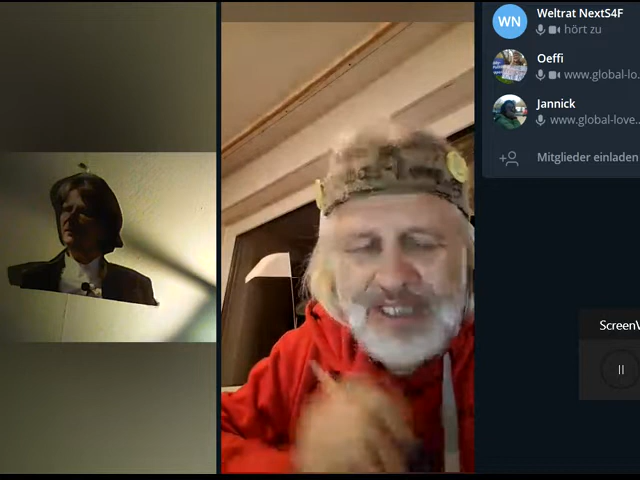 WN
Weltrat NextS4F
hört zu
Oeffi
www.global-lo...
Jannick
www.global-love...
Mitglieder einladen
ScreenV